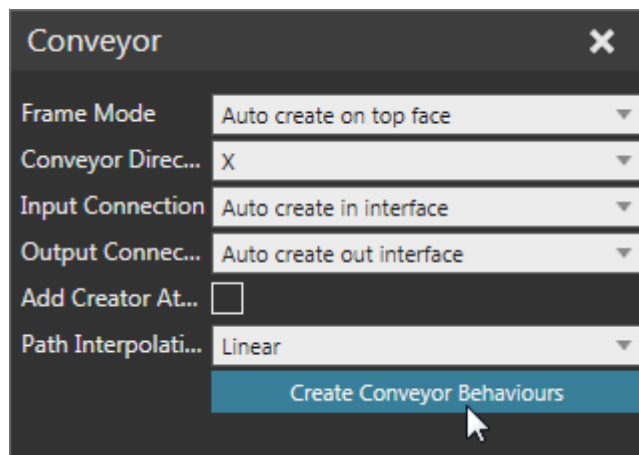 Conveyor
Frame Mode Auto create on top face
Conveyor Direc... X
Input Connection Auto create in interface
Output Connec... Auto create out interface
Add Creator At...
Path Interpolati... Linear
Create Conveyor Behaviours